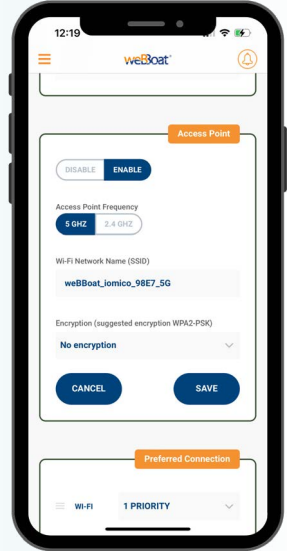 12:19
weBBoat
Access Point
DISABLE ENABLE
Access Point Frequency
5 GHZ 2.4 GHZ
Wi-Fi Network Name (SSID)
weBBoat_iomico_98E7_5G
Encryption (suggested encryption WPA2-PSK)
No encryption
CANCEL SAVE
Preferred Connection
WI-FI 1 PRIORITY